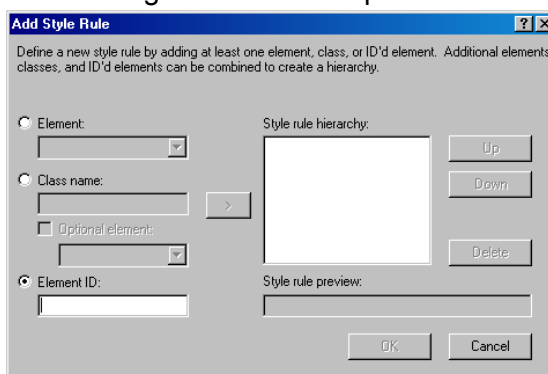 Add Style Rule
Define a new style rule by adding at least one element, class, or ID'd element. Additional elements
classes, and ID'd elements can be combined to create a hierarchy.
Element:
Style rule hierarchy:
Up
Class name:
Down
>
Optional element:
Delete
Element ID:
Style rule preview:
OK
Cancel